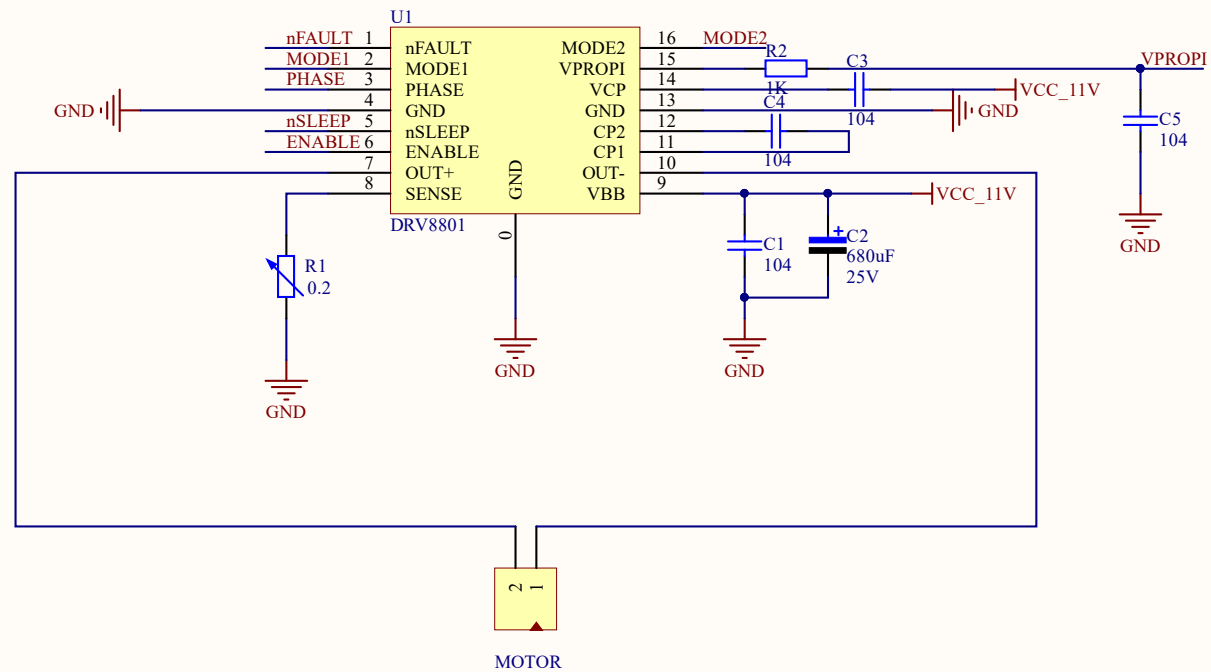 U1
nFAULT 1 nFAULT MODE2 16 MODE2
MODE1 2 MODE1 VPROPI 15 R2 1K VPROPI
PHASE 3 PHASE VCP 14 C3 104 VCC_11V
GND 4 GND GND 13 GND
nSLEEP 5 nSLEEP CP2 12 C4 104
ENABLE 6 ENABLE CP1 11
7 OUT+ OUT- 10
8 SENSE VBB 9 VCC_11V
GND
0
DRV8801
C5
104
GND
R1
0.2
GND
GND
C1
104
C2
+
680uF
25V
GND
2 1
MOTOR